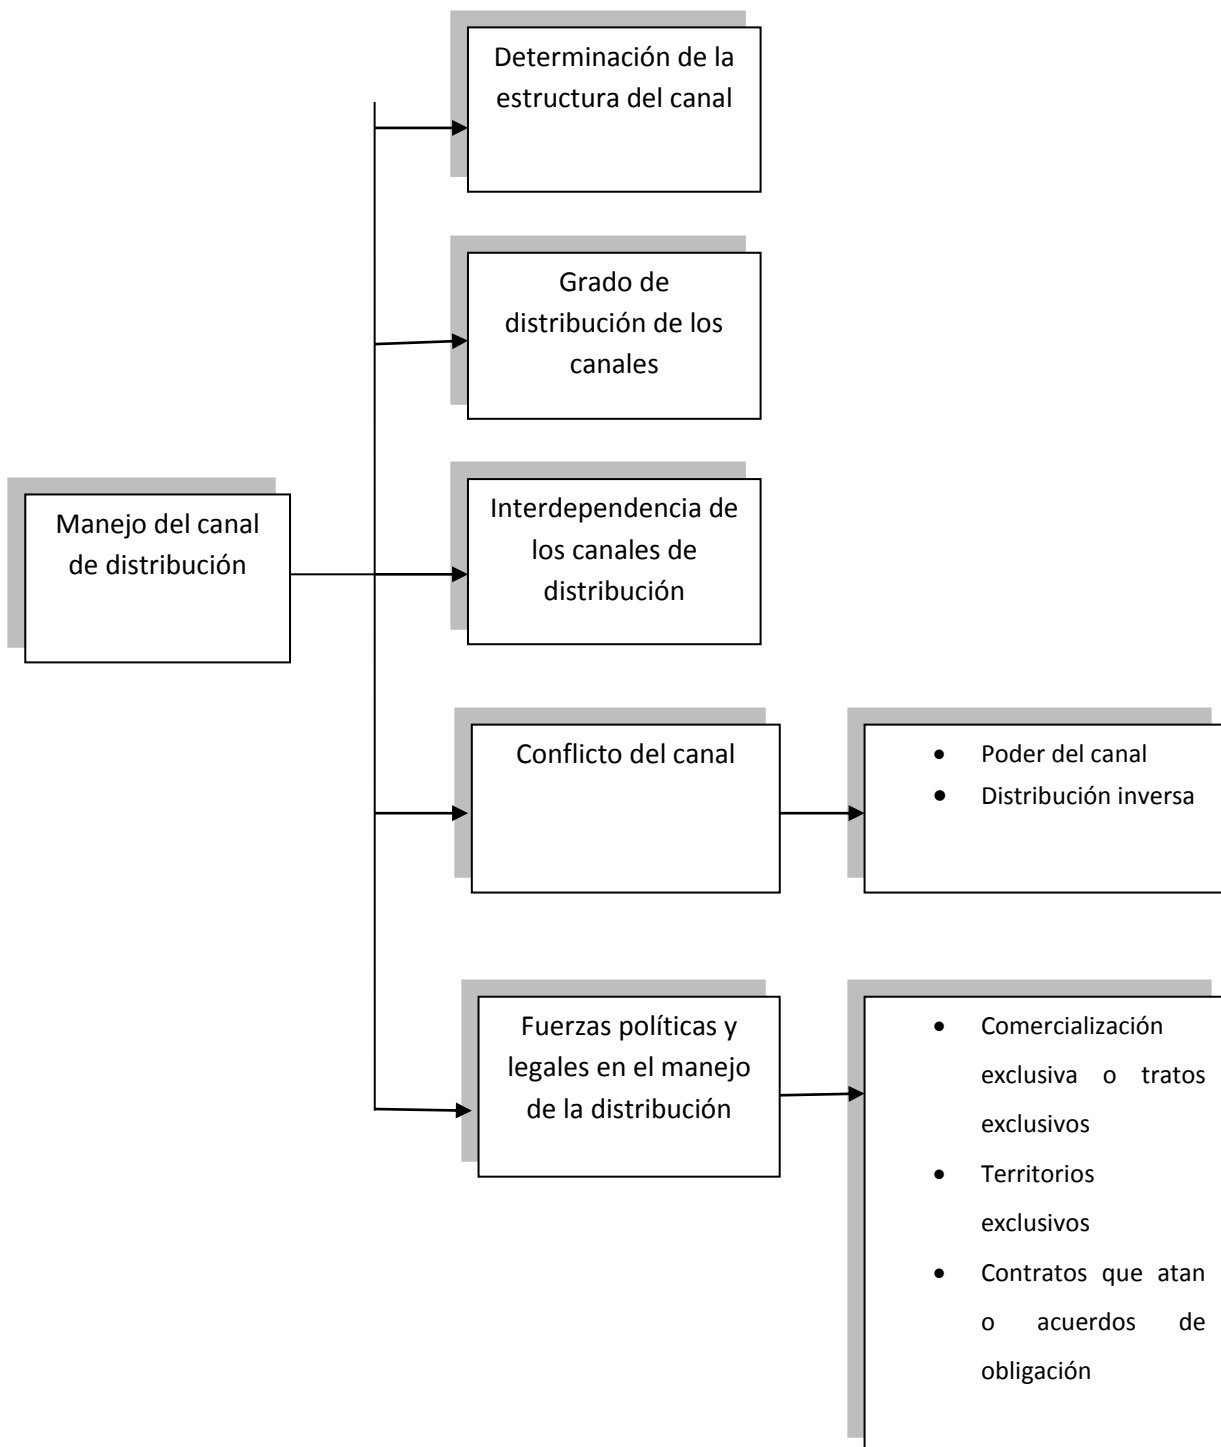 Determinación de la
estructura del canal
Grado de
distribución de los
canales
Manejo del canal
de distribución
Interdependencia de
los canales de
distribución
Conflicto del canal
• Poder del canal
• Distribución inversa
Fuerzas políticas y
legales en el manejo
de la distribución
• Comercialización
exclusiva o tratos
exclusivos
• Territorios
exclusivos
• Contratos que atan
o acuerdos de
obligación